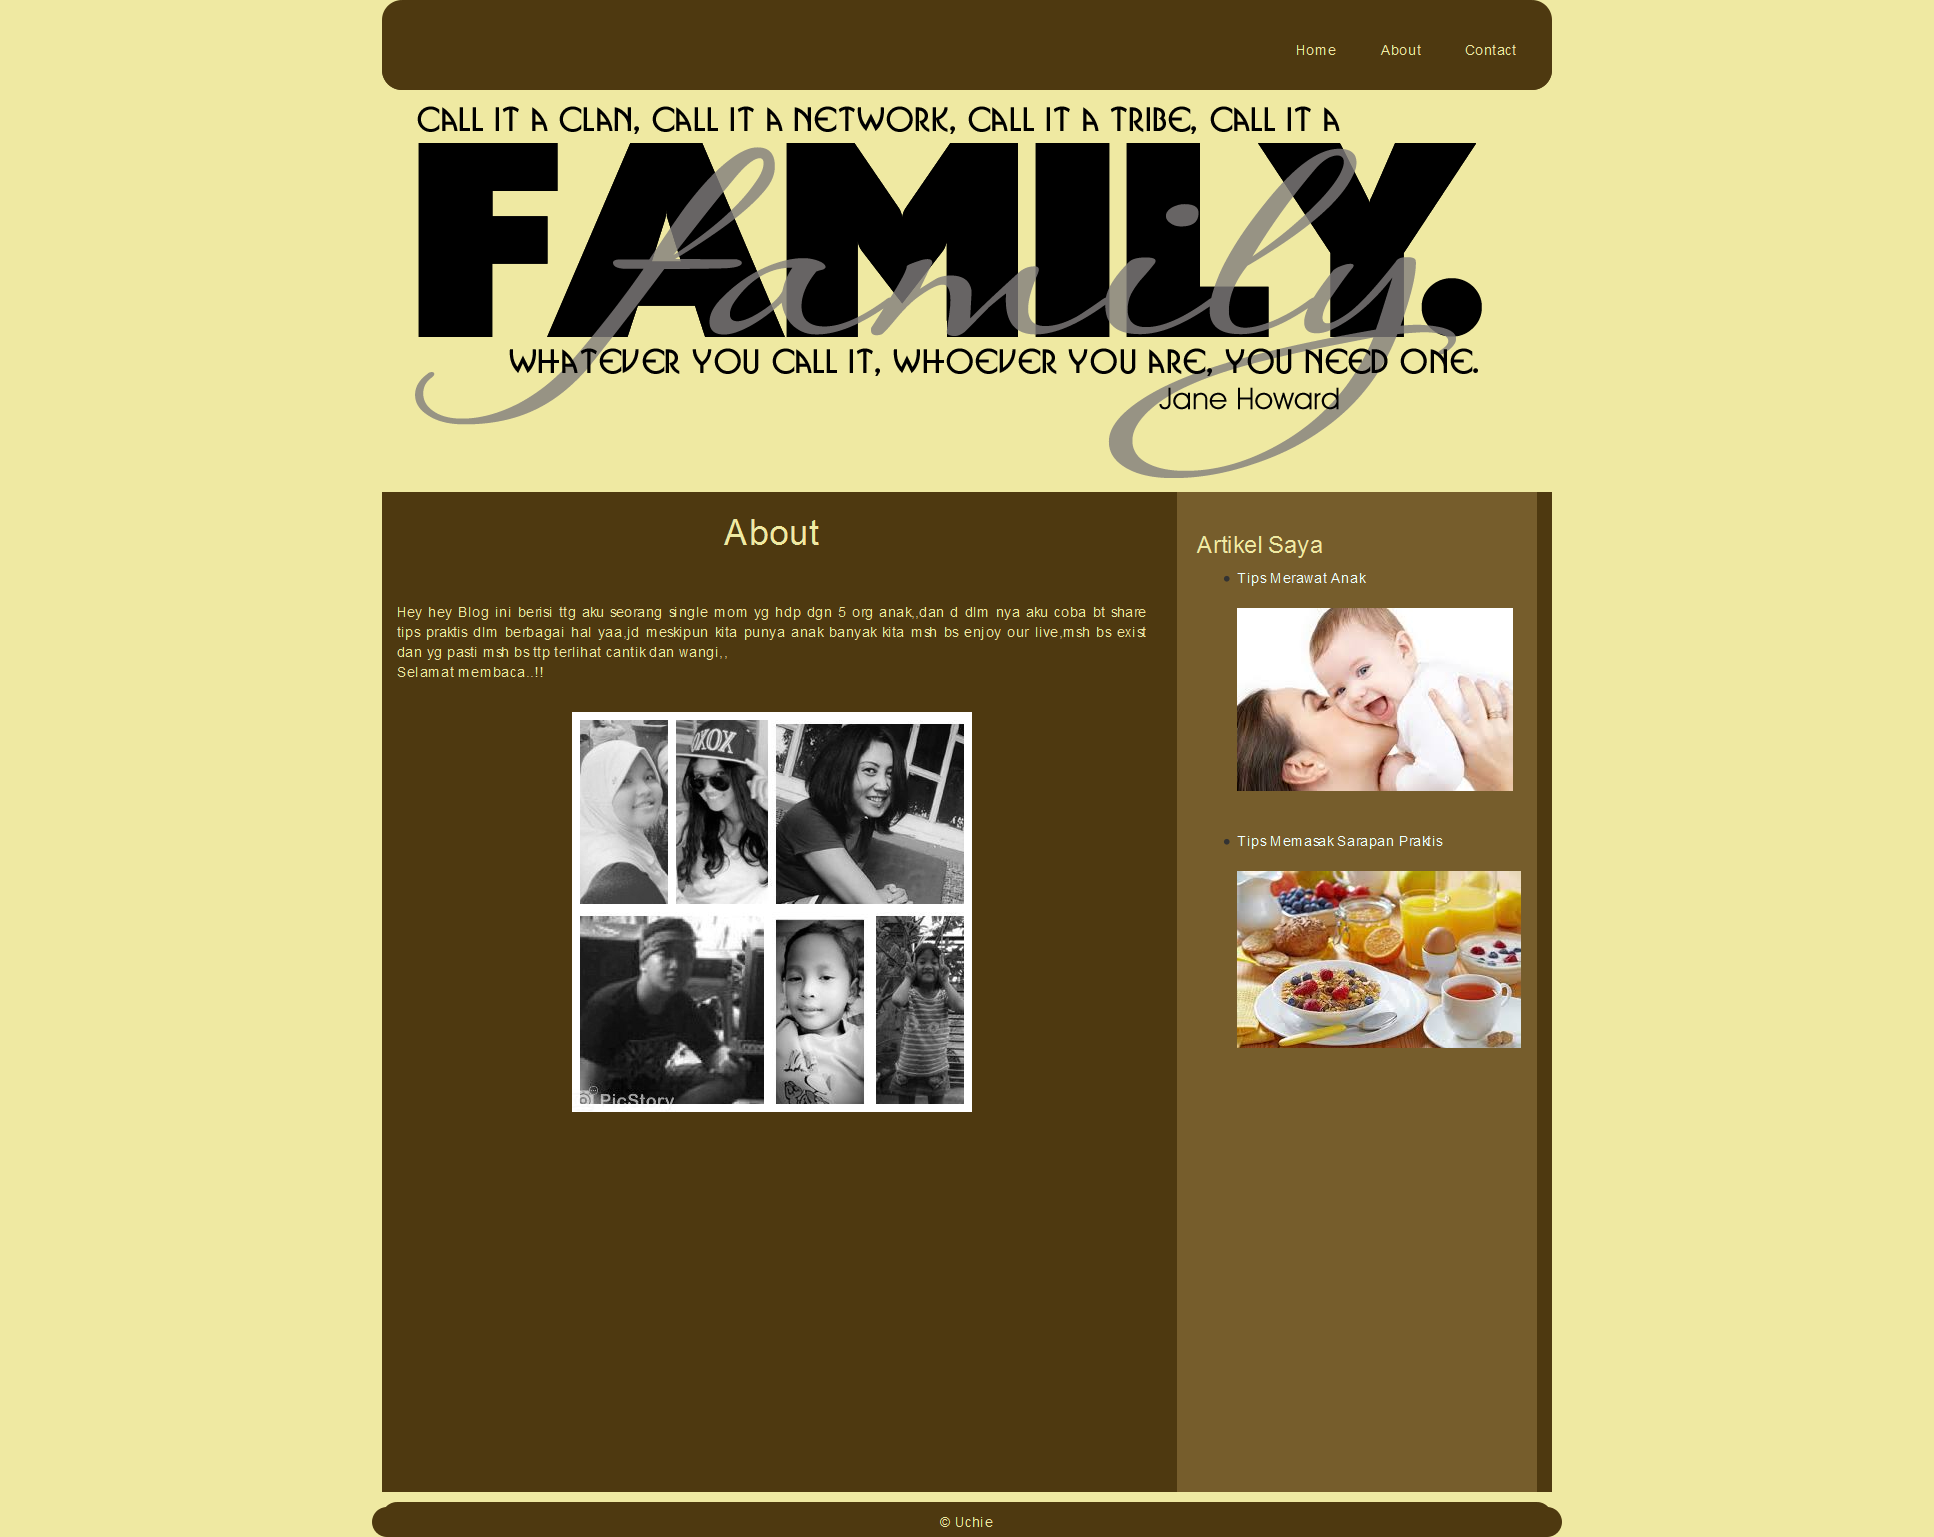 Home About Contact
CALL IT A CLAN, CALL IT A NETWORK, CALL IT A TRIBE, CALL IT A
FAMILY.
family
WHATEVER YOU CALL IT, WHOEVER YOU ARE, YOU NEED ONE.
Jane Howard
About
Hey hey Blog ini berisi ttg aku seorang single mom yg hdp dgn 5 org anak,,dan d dlm nya aku coba bt share
tips praktis dlm berbagai hal yaa,jd meskipun kita punya anak banyak kita msh bs enjoy our live,msh bs exist
dan yg pasti msh bs ttp terlihat cantik dan wangi,,
Selamat membaca..!!
XOXOX
PicStory
Artikel Saya
Tips Merawat Anak
Tips Memasak Sarapan Praktis
© Uchie